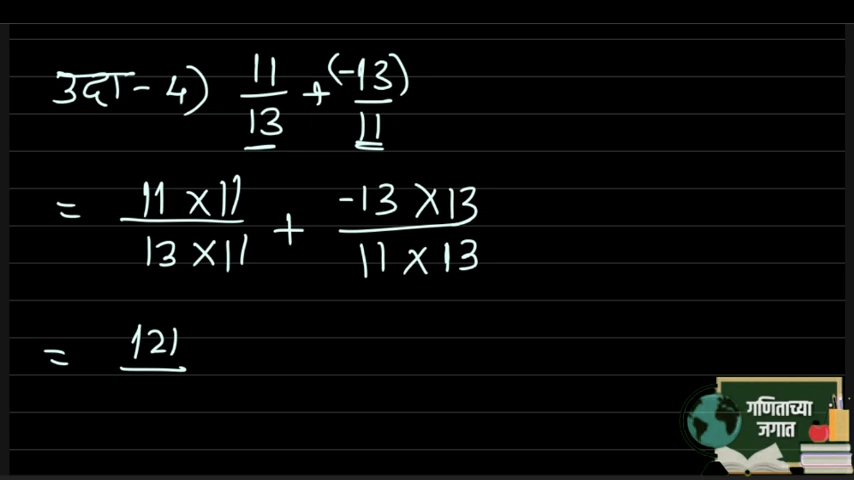 उदा - 4) 11/13 + (-13)/11
= 11 × 11 / 13 × 11 + -13 × 13 / 11 × 13
= 121
गणिताच्या
जगात